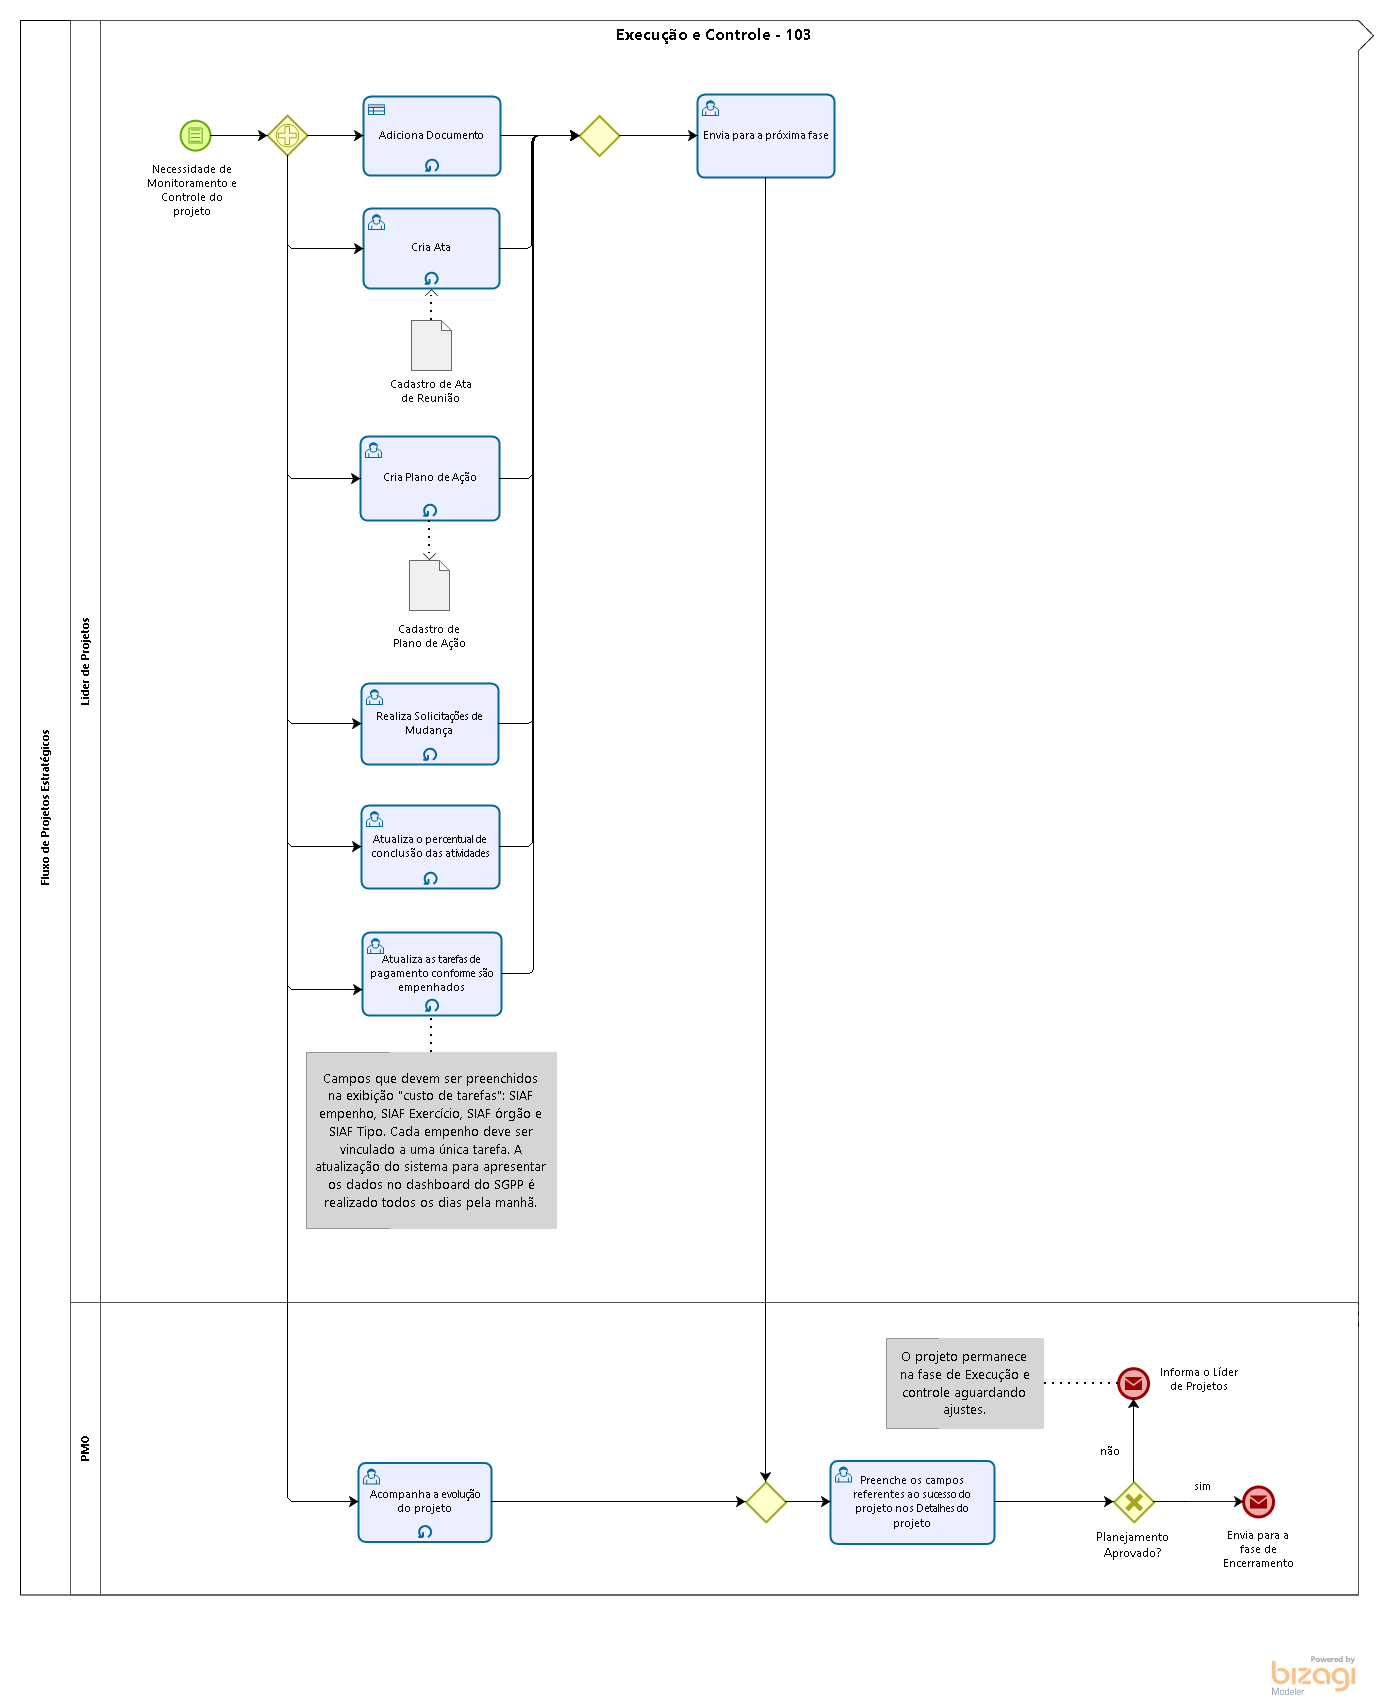 Execução e Controle - 103
Fluxo de Projetos Estratégicos
Líder de Projetos
Necessidade de
Monitoramento e
Controle do
projeto
Adiciona Documento
Envia para a próxima fase
Cria Ata
Cadastro de Ata
de Reunião
Cria Plano de Ação
Cadastro de
Plano de Ação
Realiza Solicitações de
Mudança
Atualiza o percentual de
conclusão das atividades
Atualiza as tarefas de
pagamento conforme são
empenhados
Campos que devem ser preenchidos
na exibição "custo de tarefas": SIAF
empenho, SIAF Exercício, SIAF órgão e
SIAF Tipo. Cada empenho deve ser
vinculado a uma única tarefa. A
atualização do sistema para apresentar
os dados no dashboard do SGPP é
realizado todos os dias pela manhã.
PMO
O projeto permanece
na fase de Execução e
controle aguardando
ajustes.
Informa o Líder
de Projetos
não
Acompanha a evolução
do projeto
Preenche os campos
referentes ao sucesso do
projeto nos Detalhes do
projeto
sim
Planejamento
Aprovado?
Envia para a
fase de
Encerramento
Powered by
bizagi
Modeler